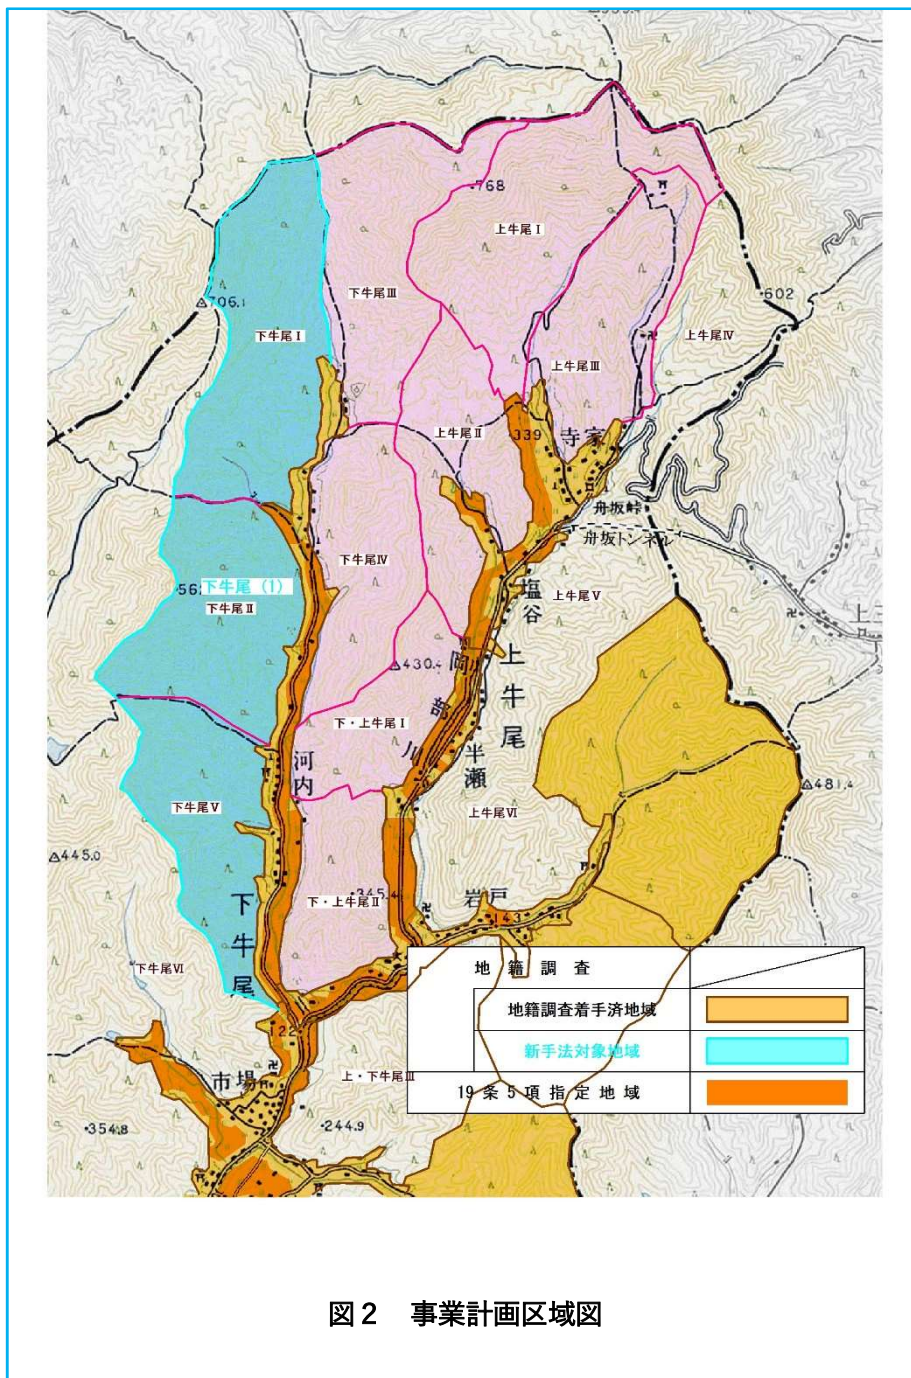 ・768
上牛尾Ⅰ
下牛尾Ⅲ
706.1
・602
下牛尾Ⅰ
上牛尾Ⅳ
上牛尾Ⅲ
上牛尾Ⅱ
・339
寺家
舟坂峠
舟坂トンネル
下牛尾Ⅳ
・562
下牛尾（1）
下牛尾Ⅱ
塩谷
上牛尾Ⅴ
上三
岡部川
430.4
上牛尾
下・上牛尾Ⅰ
河内
半瀬
481.4
下牛尾Ⅴ
上牛尾Ⅵ
445.0
・345.4
下・上牛尾Ⅱ
岩戸
143
下牛尾
下牛尾Ⅵ
地籍調査
地籍調査着手済地域
新手法対象地域
19条5項指定地域
122
市場
上・下牛尾Ⅲ
・354.8
・244.9
図２　事業計画区域図